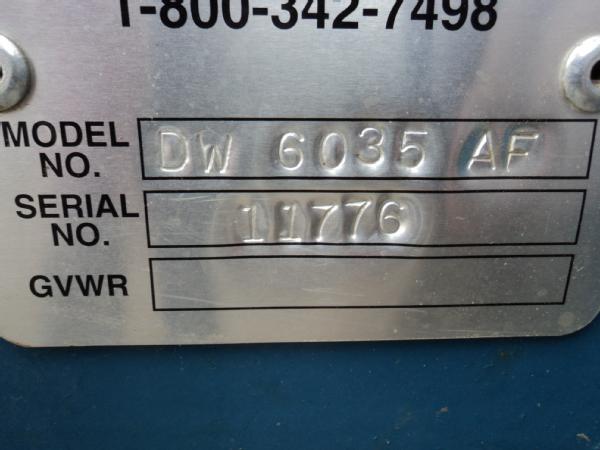 1-800-342-7498
MODEL NO. DW 6035 AF
SERIAL NO. 11776
GVWR